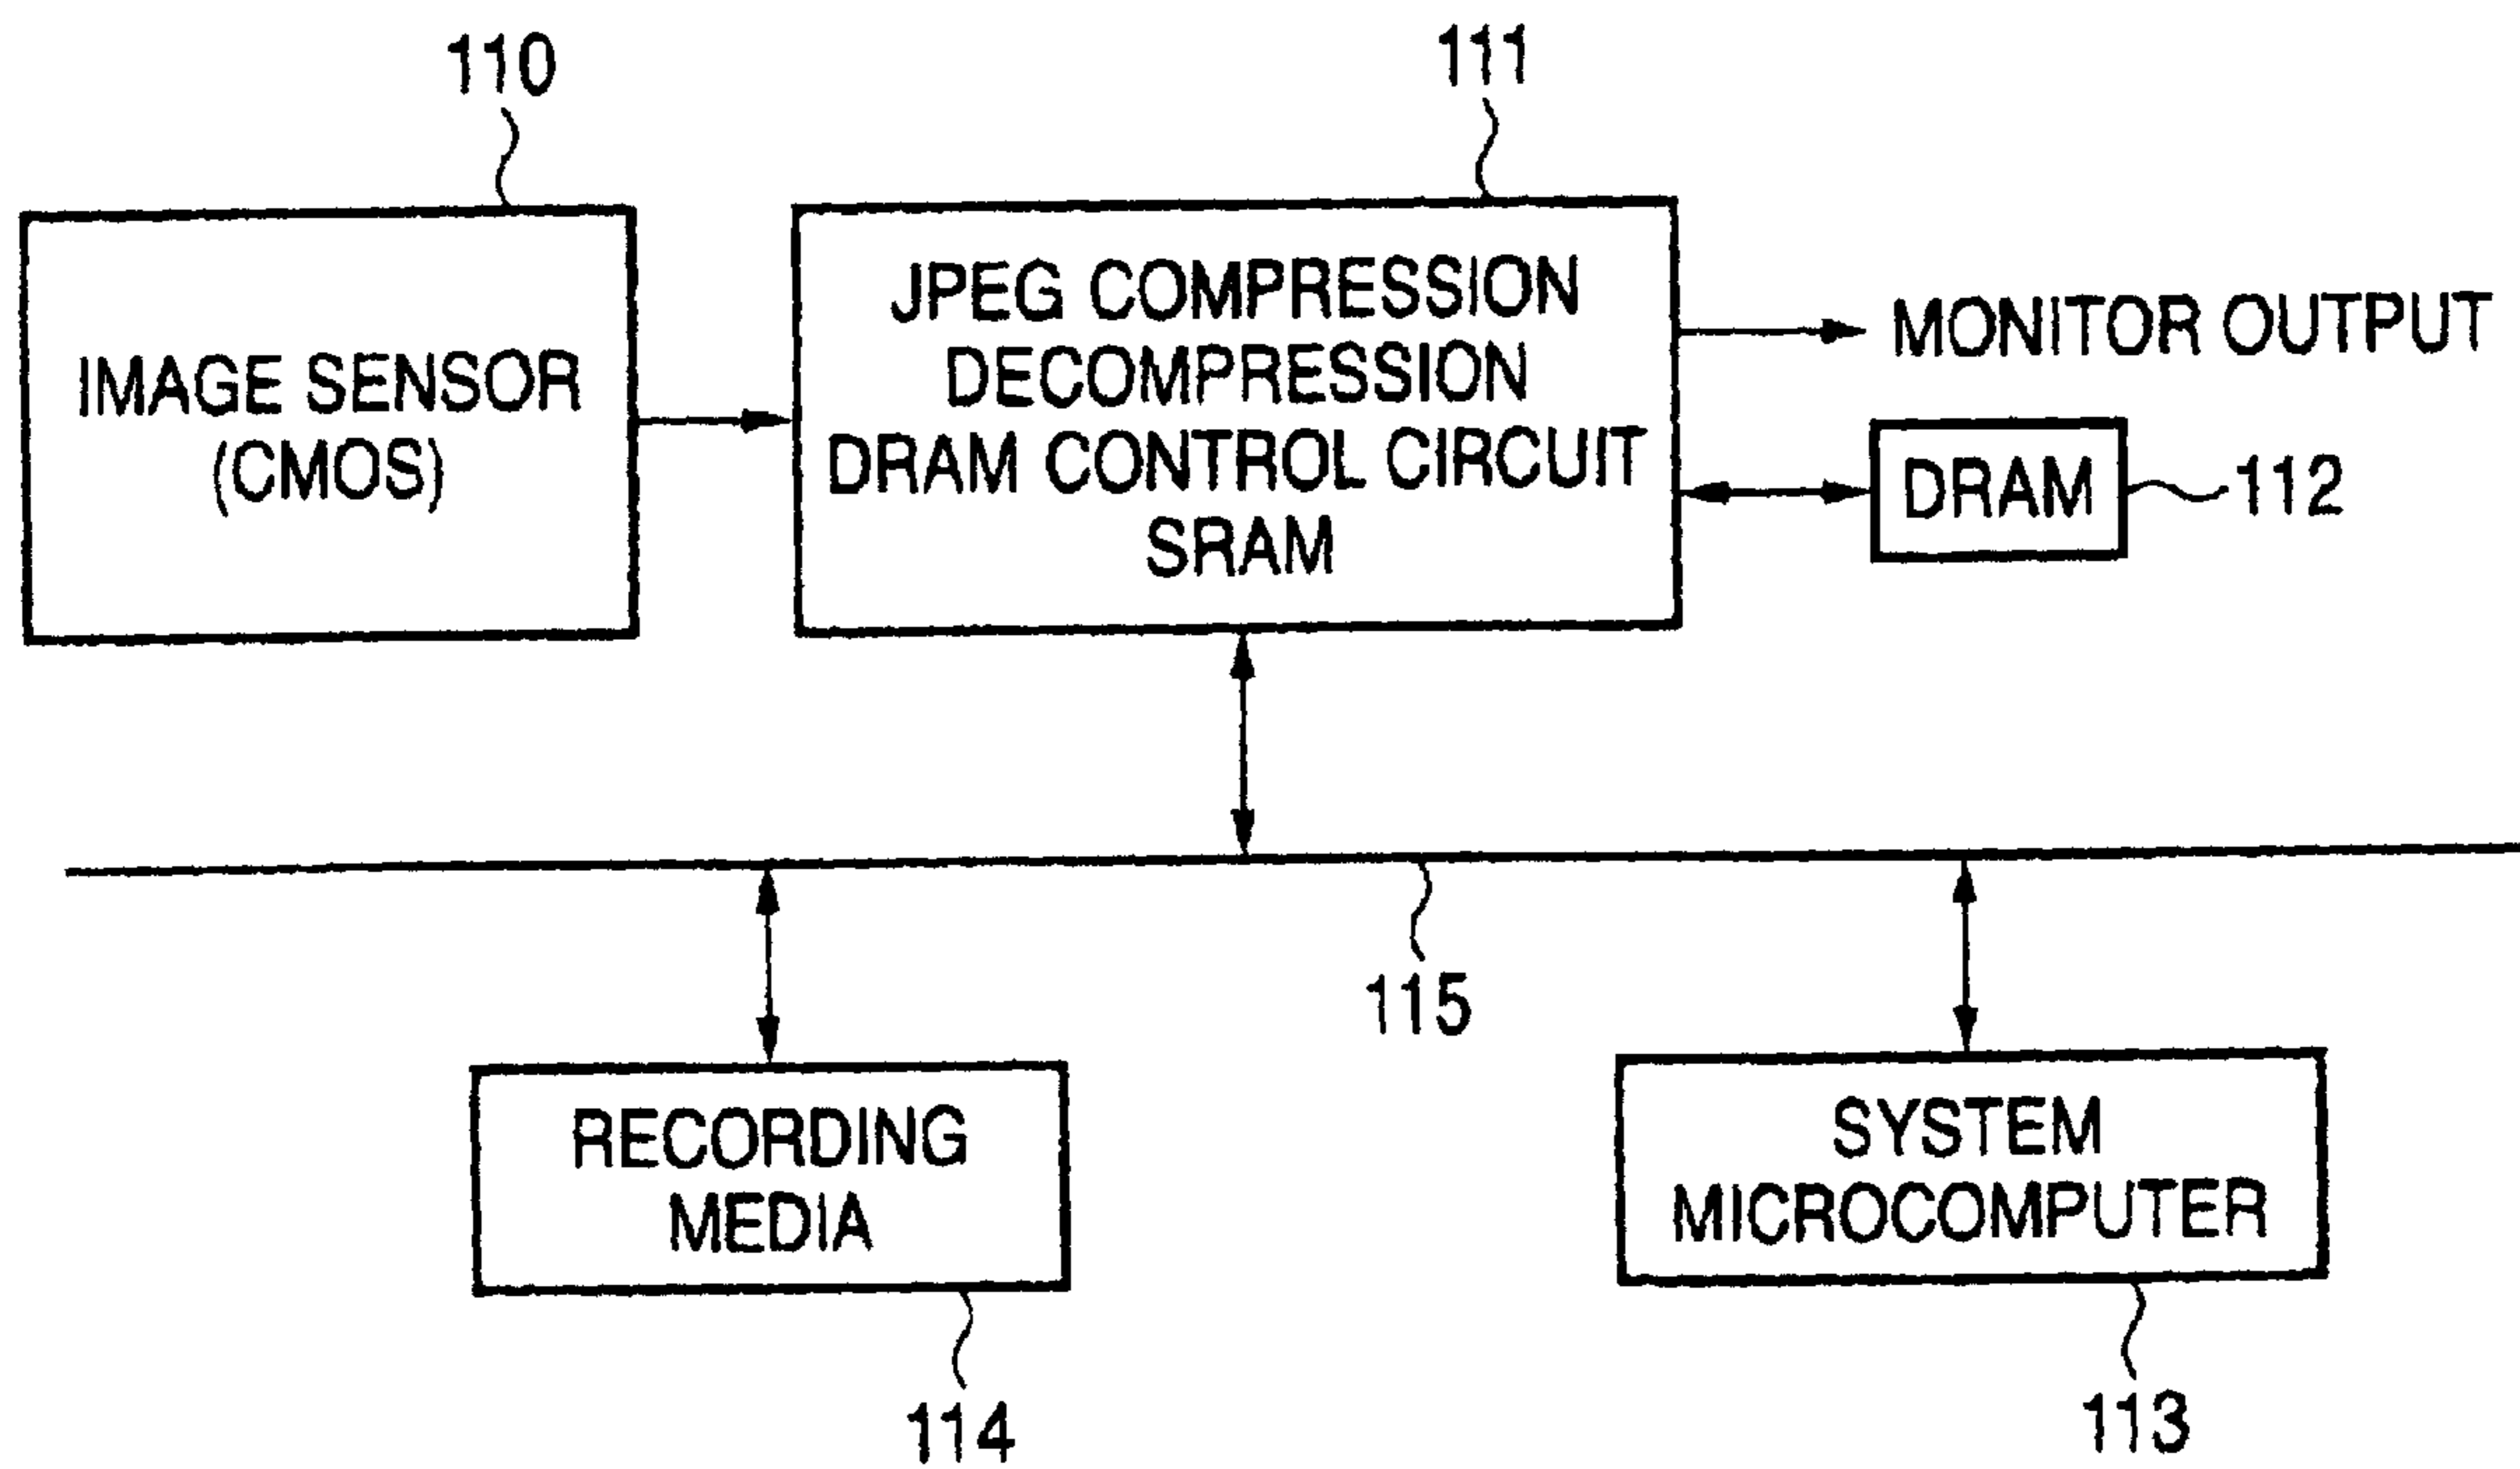 110
111
IMAGE SENSOR
(CMOS)
JPEG COMPRESSION
DECOMPRESSION
DRAM CONTROL CIRCUIT
SRAM
MONITOR OUTPUT
DRAM
112
115
RECORDING
MEDIA
SYSTEM
MICROCOMPUTER
114
113